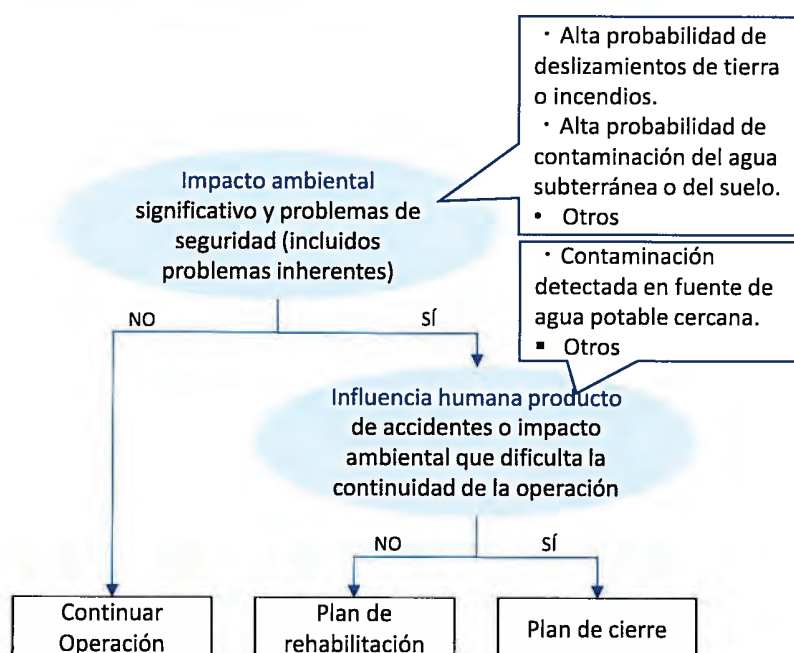 · Alta probabilidad de
deslizamientos de tierra
o incendios.
· Alta probabilidad de
contaminación del agua
subterránea o del suelo.
• Otros
Impacto ambiental
significativo y problemas de
seguridad (incluidos
problemas inherentes)
· Contaminación
detectada en fuente de
agua potable cercana.
▪ Otros
NO
SÍ
Influencia humana producto
de accidentes o impacto
ambiental que dificulta la
continuidad de la operación
NO
SÍ
Continuar
Operación
Plan de
rehabilitación
Plan de cierre